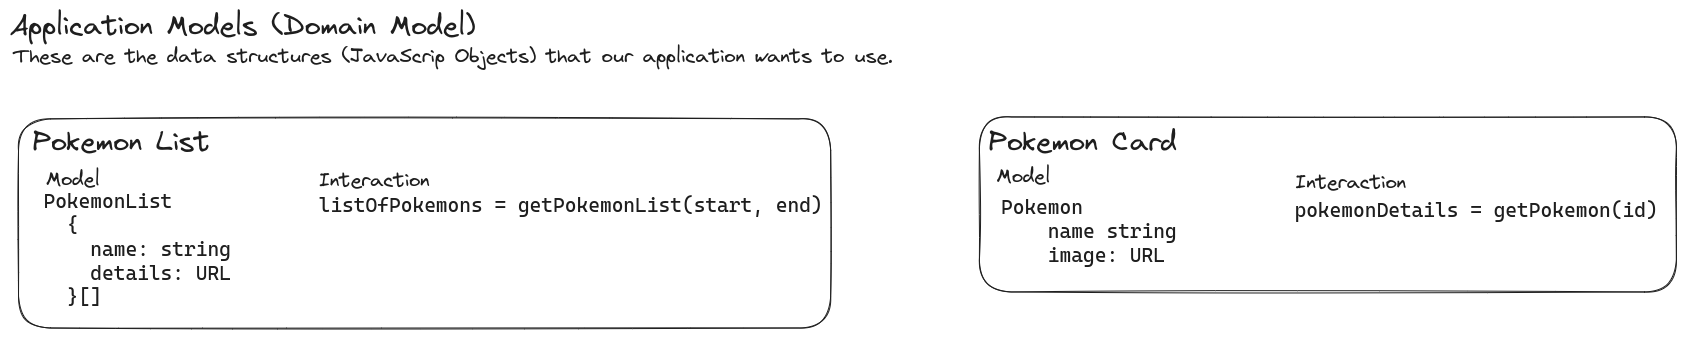 Application Models (Domain Model)
These are the data structures (JavaScrip Objects) that our application wants to use.
Pokemon List
Model
PokemonList
{
name: string
details: URL
}[]
Interaction
listOfPokemons = getPokemonList(start, end)
Pokemon Card
Model
Pokemon
name string
image: URL
Interaction
pokemonDetails = getPokemon(id)